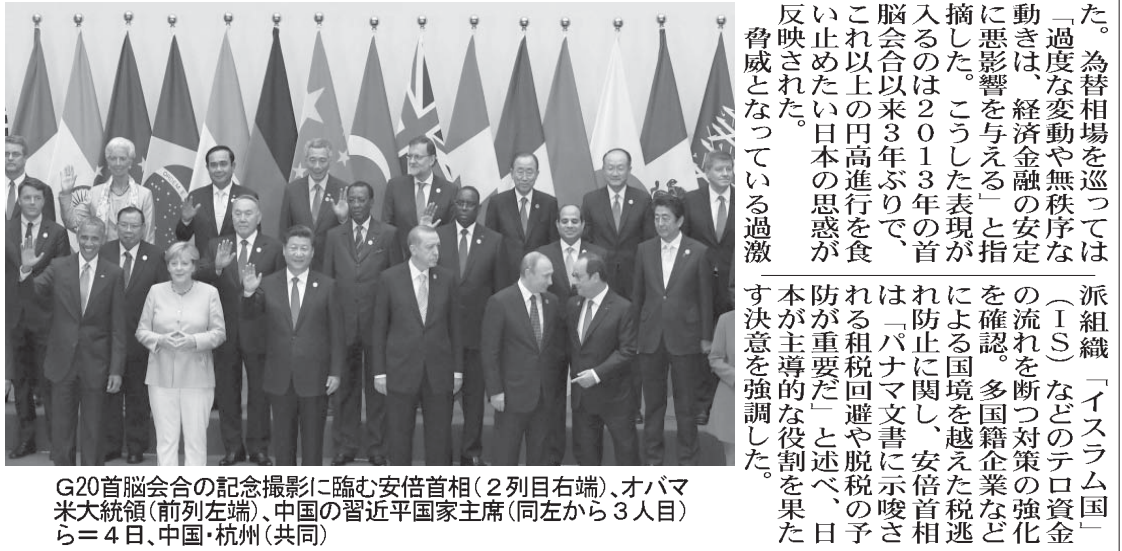 た。為替相場を巡っては
「過度な変動や無秩序な
動きは、経済金融の安定
に悪影響を与える」と指
摘した。こうした表現が
入るのは２０１３年の首
脳会合以来３年ぶりで、
これ以上の円高進行を食
い止めたい日本の思惑が
反映された。
　脅威となっている過激
派組織「イスラム国」
（ＩＳ）などのテロ資金
の流れを断つ対策の強化
を確認。多国籍企業など
による国境を越えた税逃
れ防止に関し、安倍首相
は「パナマ文書に示唆さ
れる租税回避や脱税の予
防が重要だ」と述べ、日
本が主導的な役割を果た
す決意を強調した。
Ｇ20首脳会合の記念撮影に臨む安倍首相（２列目右端）、オバマ
米大統領（前列左端）、中国の習近平国家主席（同左から３人目）
ら＝４日、中国・杭州（共同）